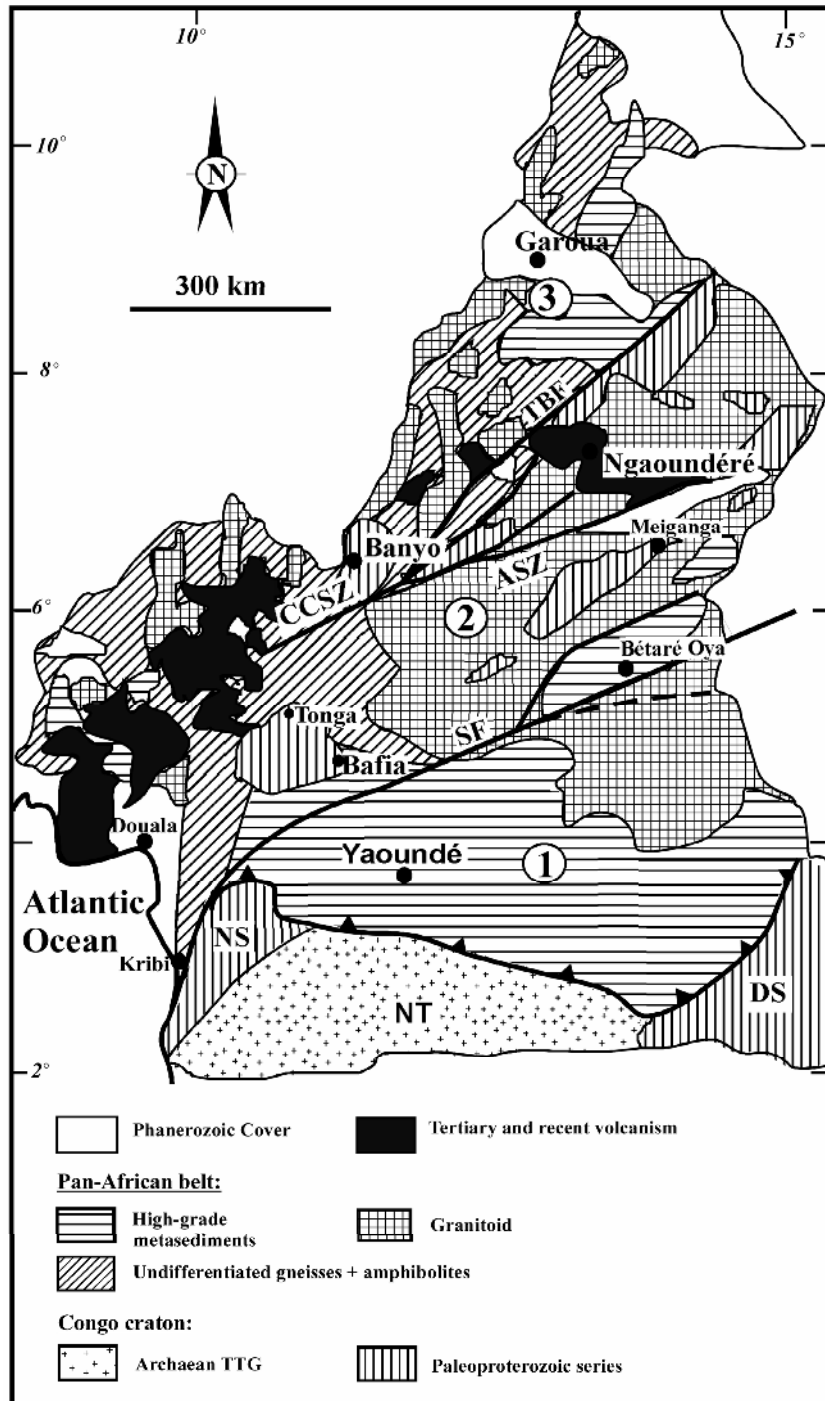 10°
15°
10°
N
Garoua
300 km
3
8°
TBF
Ngaoundéré
Meiganga
Banyo
ASZ
CCSZ
6°
2
Bétaré Oya
Tonga
SF
Bafia
Douala
Yaoundé
1
Atlantic
Ocean
NS
Kribi
DS
NT
2°
Phanerozoic Cover
Tertiary and recent volcanism
Pan-African belt:
High-grade
metasediments
Granitoid
Undifferentiated gneisses + amphibolites
Congo craton:
Archaean TTG
Paleoproterozoic series